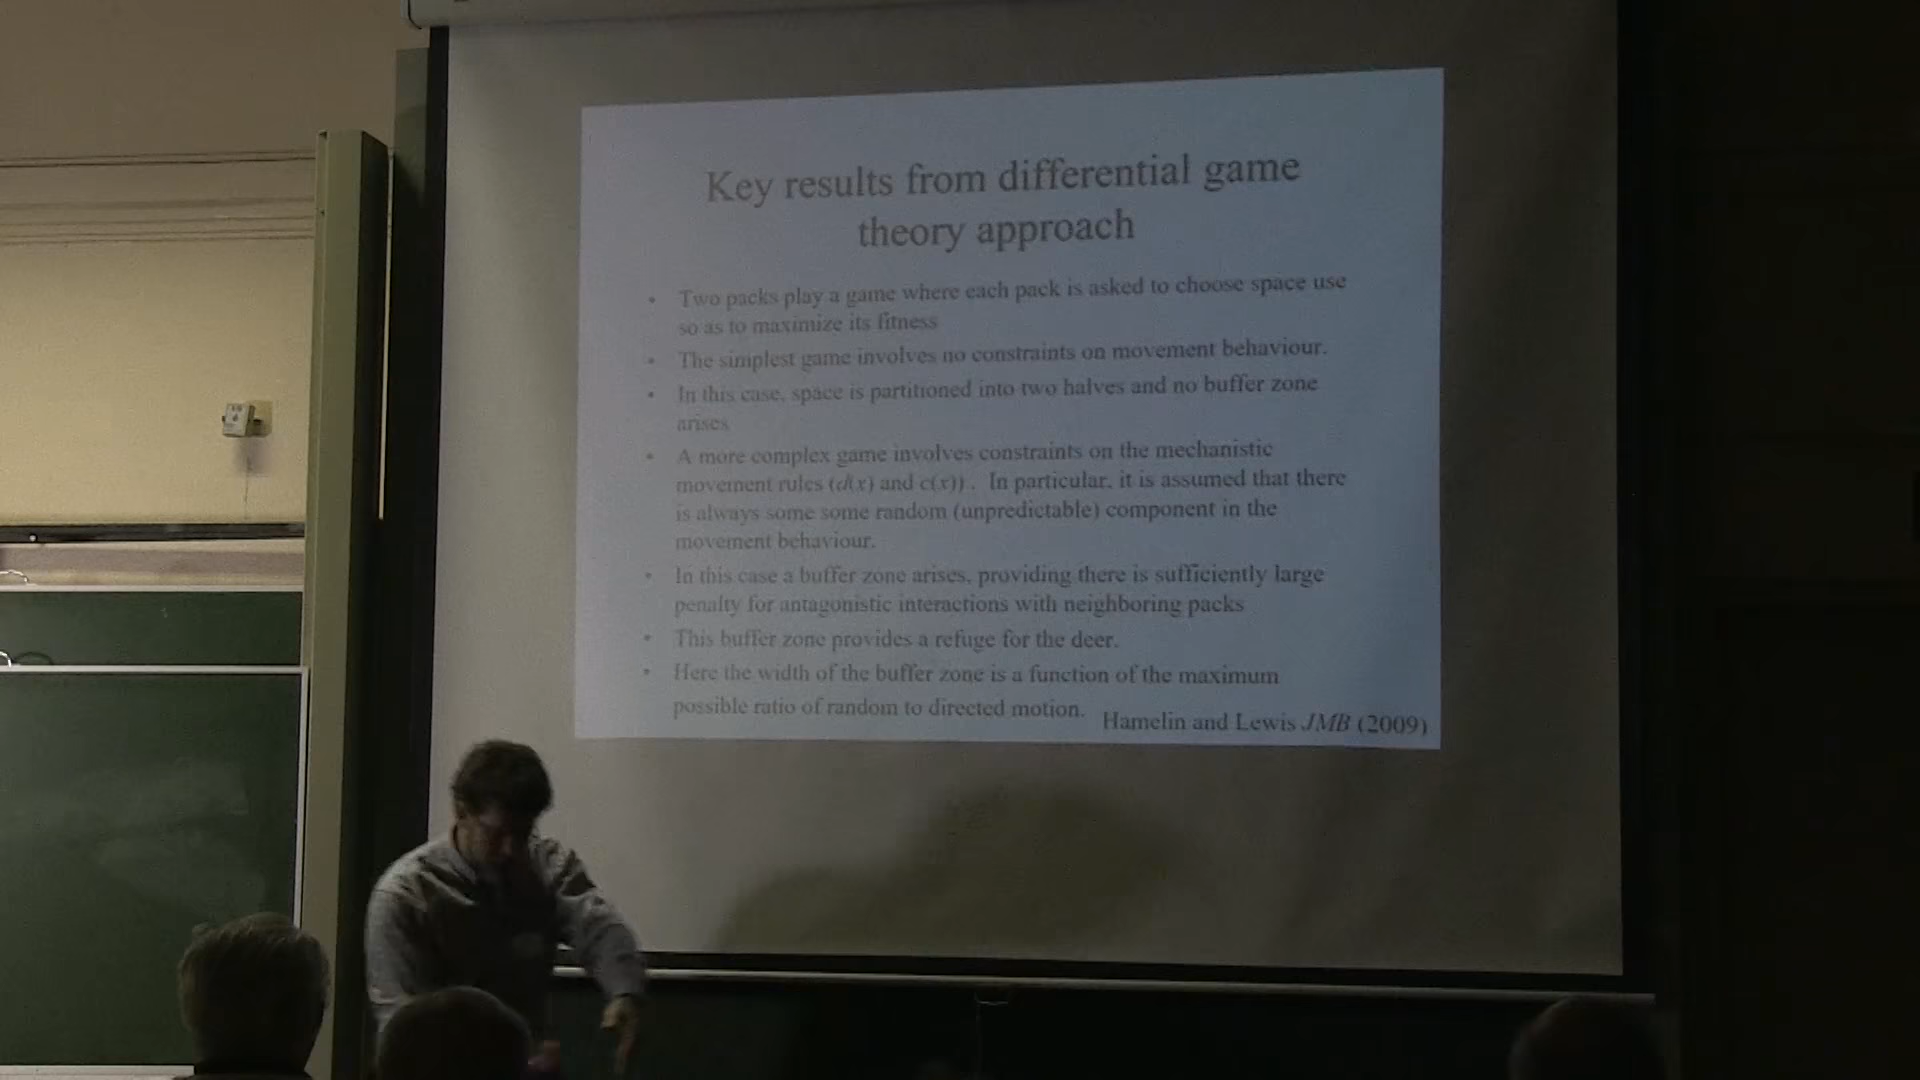 Key results from differential game
theory approach
• Two packs play a game where each pack is asked to choose space use
so as to maximize its fitness
• The simplest game involves no constraints on movement behaviour.
• In this case, space is partitioned into two halves and no buffer zone
arises
• A more complex game involves constraints on the mechanistic
movement rules (d(x) and c(x)). In particular, it is assumed that there
is always some some random (unpredictable) component in the
movement behaviour.
• In this case a buffer zone arises, providing there is sufficiently large
penalty for antagonistic interactions with neighboring packs
• This buffer zone provides a refuge for the deer.
• Here the width of the buffer zone is a function of the maximum
possible ratio of random to directed motion.
Hamelin and Lewis JMB (2009)